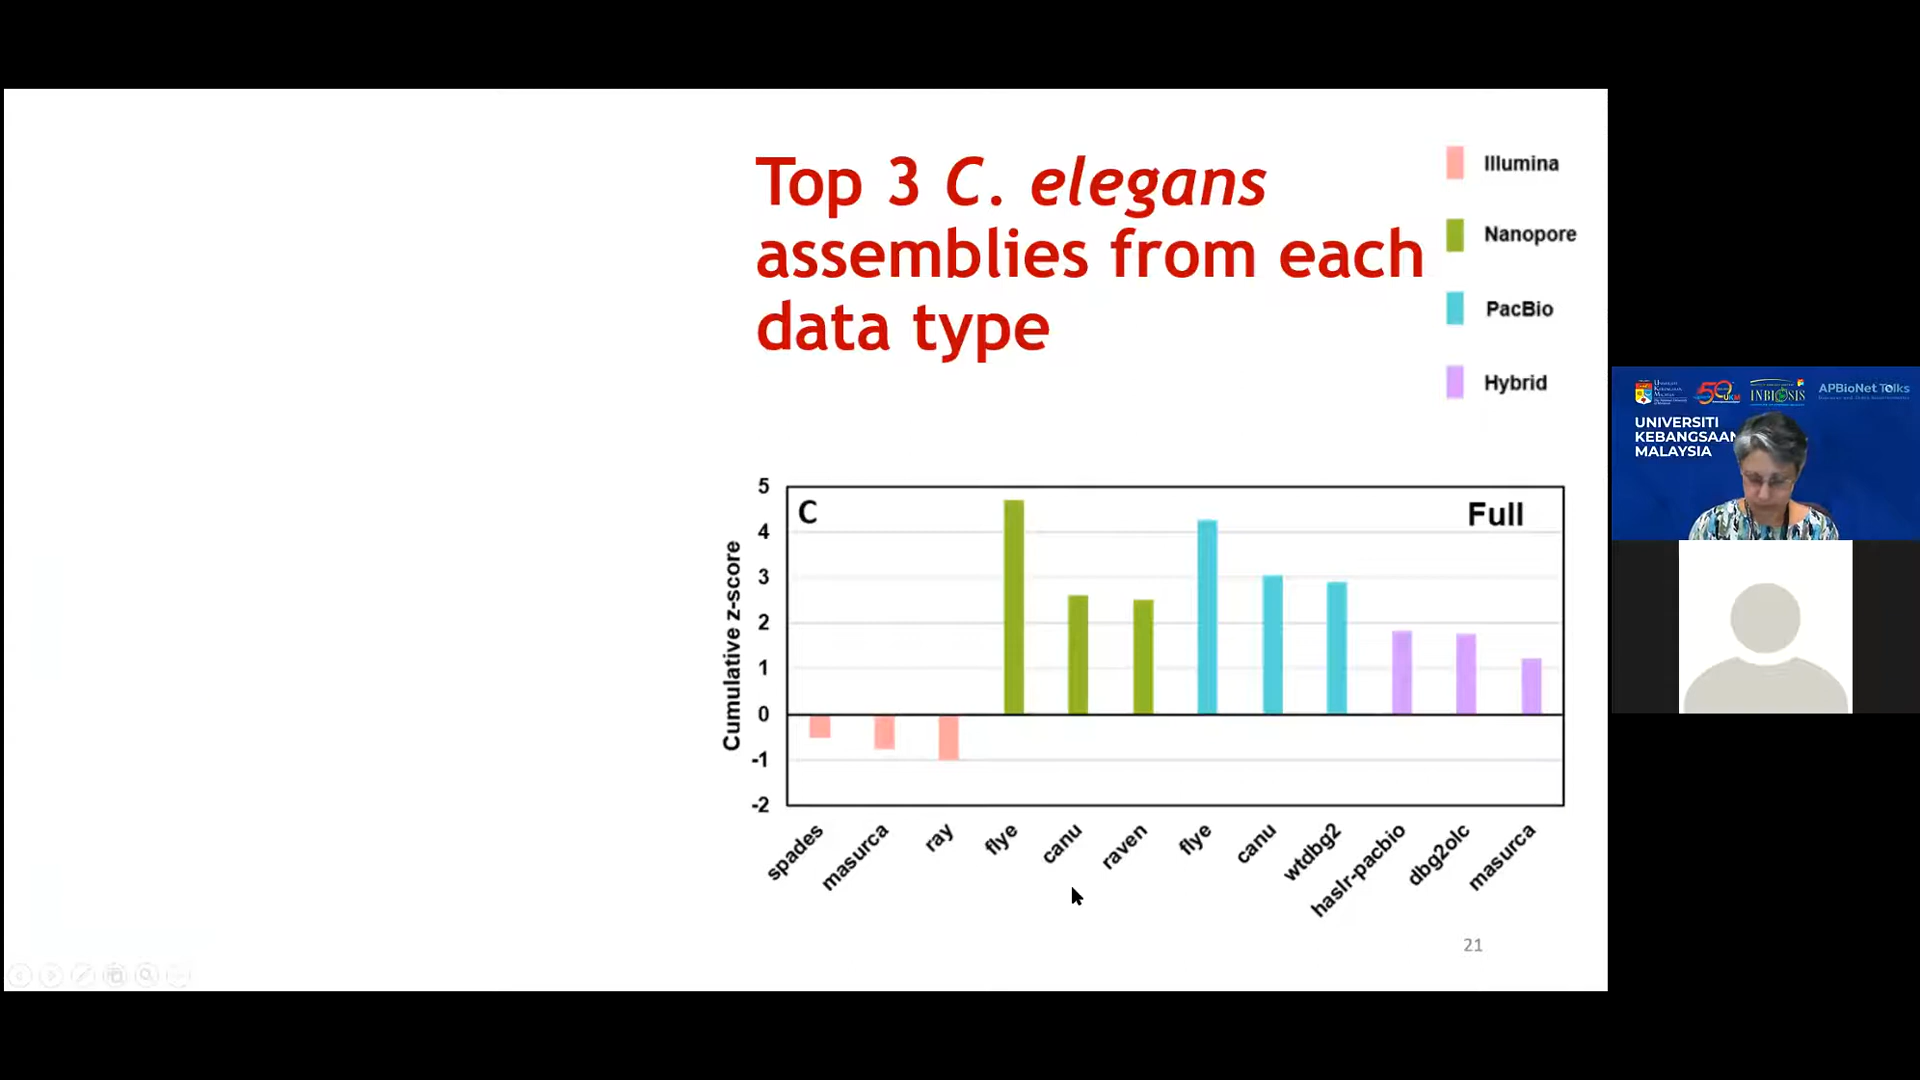 Top 3 C. elegans
assemblies from each
data type
Illumina
Nanopore
PacBio
Hybrid
C
Full
Cumulative z-score
5
4
3
2
1
0
-1
-2
spades
masurca
ray
flye
canu
raven
flye
canu
wtdbg2
haslr-pacbio
dbg2olc
masurca
21
50
UKM
INBIOSIS
APBioNet Talks
UNIVERSITI
KEBANGSAAN
MALAYSIA